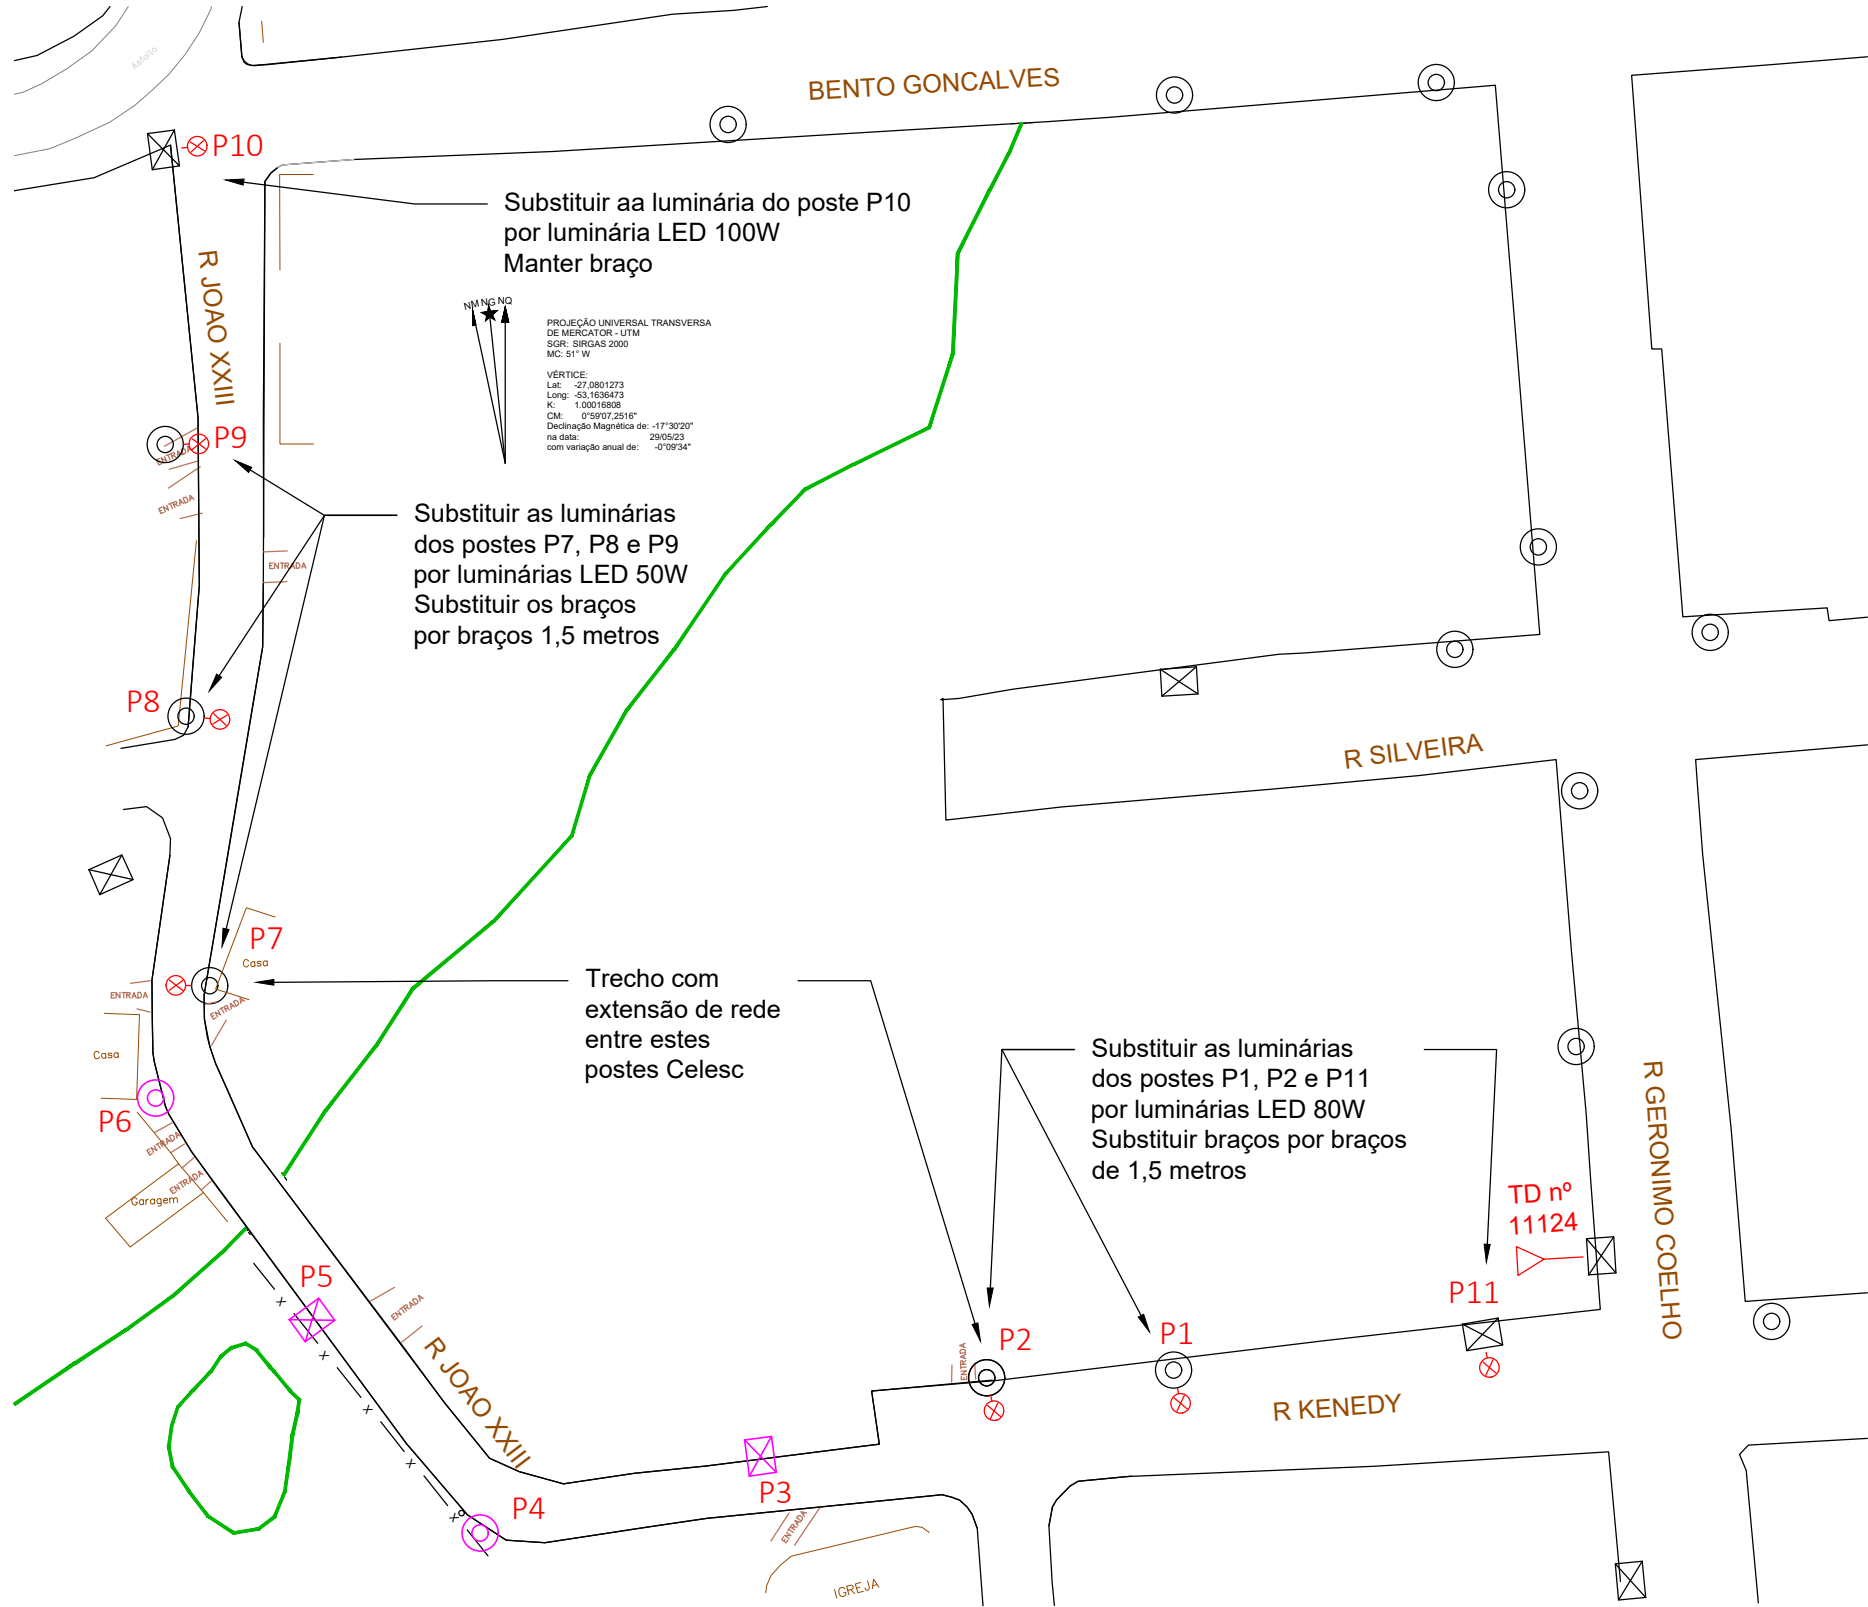 Asfalto
BENTO GONCALVES
P10
Substituir aa luminária do poste P10
por luminária LED 100W
Manter braço
R JOAO XXIII
NM NG NQ
PROJEÇÃO UNIVERSAL TRANSVERSA
DE MERCATOR - UTM
SGR: SIRGAS 2000
MC: 51° W
VÉRTICE:
Lat: -27,0801273
Long: -53,1636473
K: 1.00016808
CM: 0°59'07,2516"
Declinação Magnética de: -17°30'20"
na data: 29/05/23
com variação anual de: -0°09'34"
P9
ENTRADA
ENTRADA
Substituir as luminárias
dos postes P7, P8 e P9
por luminárias LED 50W
Substituir os braços
por braços 1,5 metros
ENTRADA
P8
R SILVEIRA
P7
Casa
ENTRADA
ENTRADA
Trecho com
extensão de rede
entre estes
postes Celesc
Casa
P6
ENTRADA
ENTRADA
Garagem
Substituir as luminárias
dos postes P1, P2 e P11
por luminárias LED 80W
Substituir braços por braços
de 1,5 metros
R GERONIMO COELHO
TD nº
11124
P11
P5
ENTRADA
R JOAO XXIII
P2
ENTRADA
P1
R KENEDY
P3
P4
ENTRADA
IGREJA